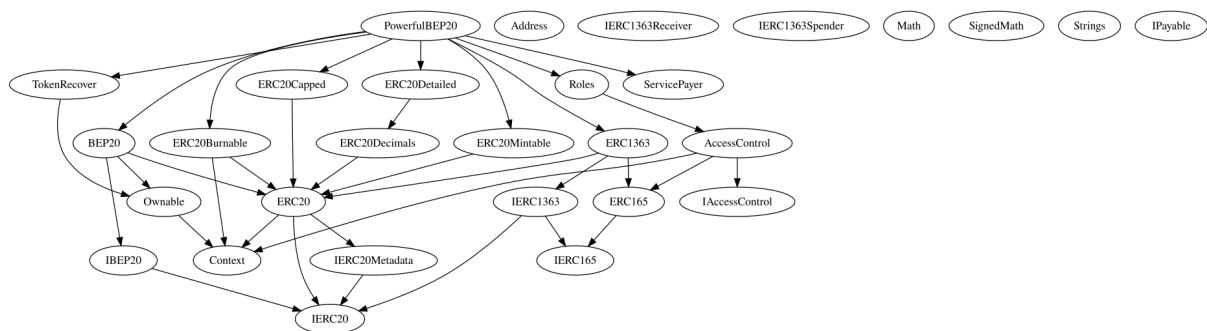 PowerfulBEP20 Address IERC1363Receiver IERC1363Spender Math SignedMath Strings IPayable
TokenRecover ERC20Capped ERC20Detailed Roles ServicePayer
BEP20 ERC20Burnable ERC20Decimals ERC20Mintable ERC1363 AccessControl
Ownable ERC20 IERC1363 ERC165 IAccessControl
IBEP20 Context IERC20Metadata IERC165
IERC20